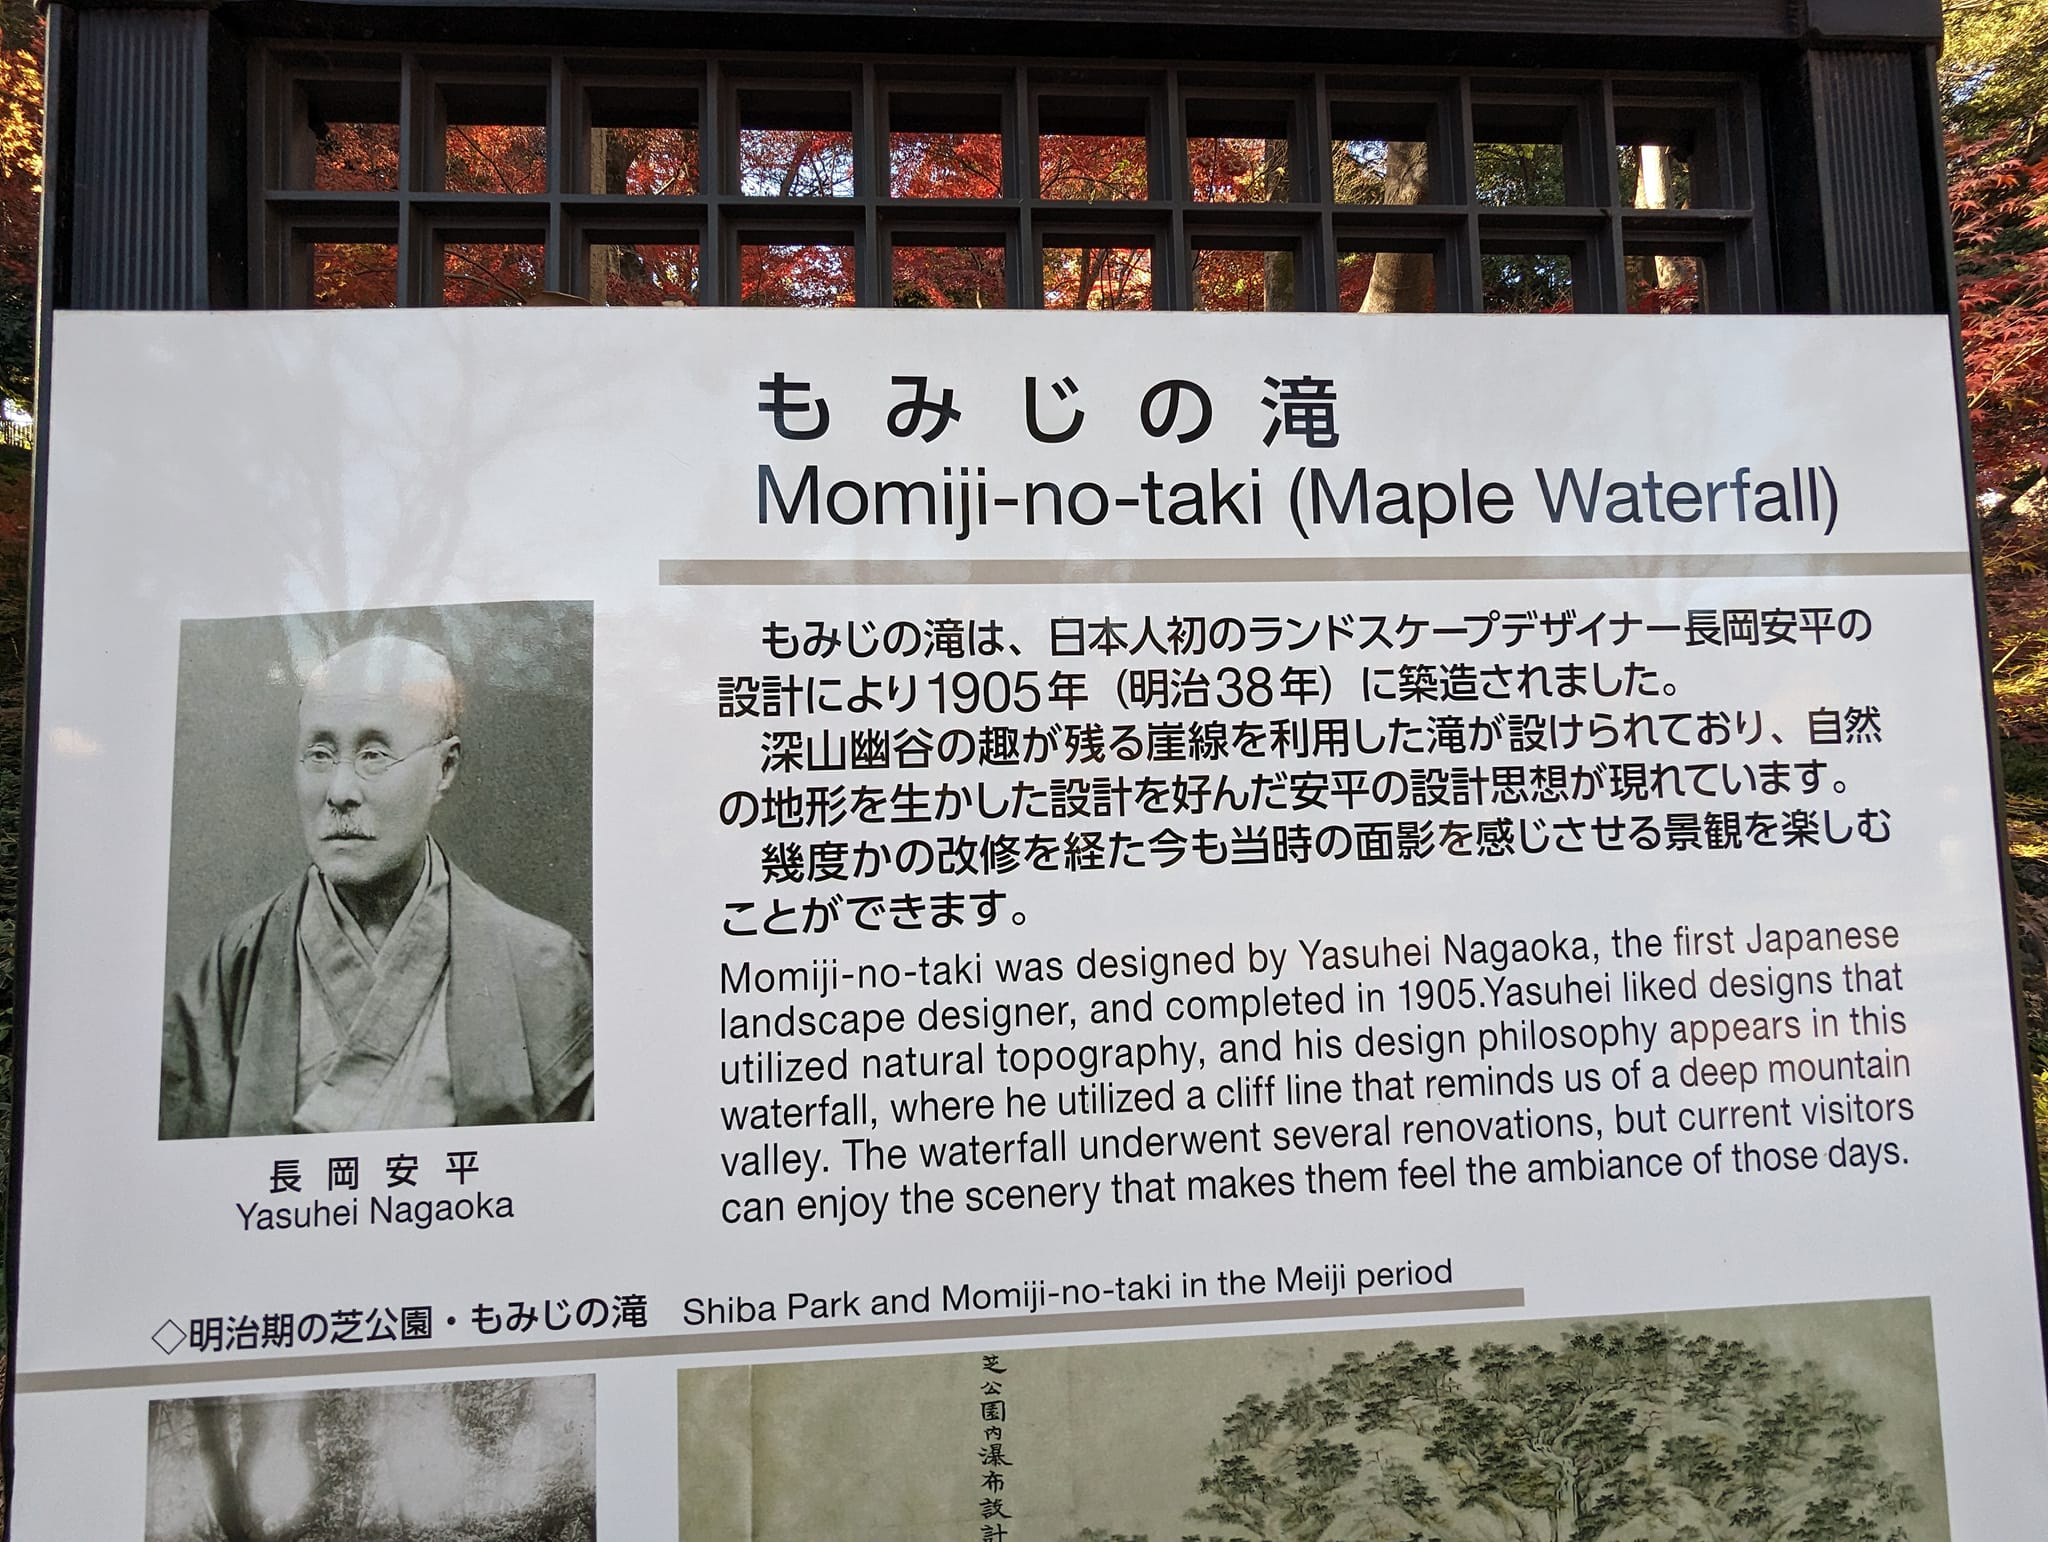 もみじの滝
Momiji-no-taki (Maple Waterfall)
もみじの滝は、日本人初のランドスケープデザイナー長岡安平の
設計により1905年（明治38年）に築造されました。
深山幽谷の趣が残る崖線を利用した滝が設けられており、自然
の地形を生かした設計を好んだ安平の設計思想が現れています。
幾度かの改修を経た今も当時の面影を感じさせる景観を楽しむ
ことができます。
Momiji-no-taki was designed by Yasuhei Nagaoka, the first Japanese
landscape designer, and completed in 1905.Yasuhei liked designs that
utilized natural topography, and his design philosophy appears in this
waterfall, where he utilized a cliff line that reminds us of a deep mountain
valley. The waterfall underwent several renovations, but current visitors
can enjoy the scenery that makes them feel the ambiance of those days.
長岡安平
Yasuhei Nagaoka
◇明治期の芝公園・もみじの滝 Shiba Park and Momiji-no-taki in the Meiji period
芝公園内瀑布設計